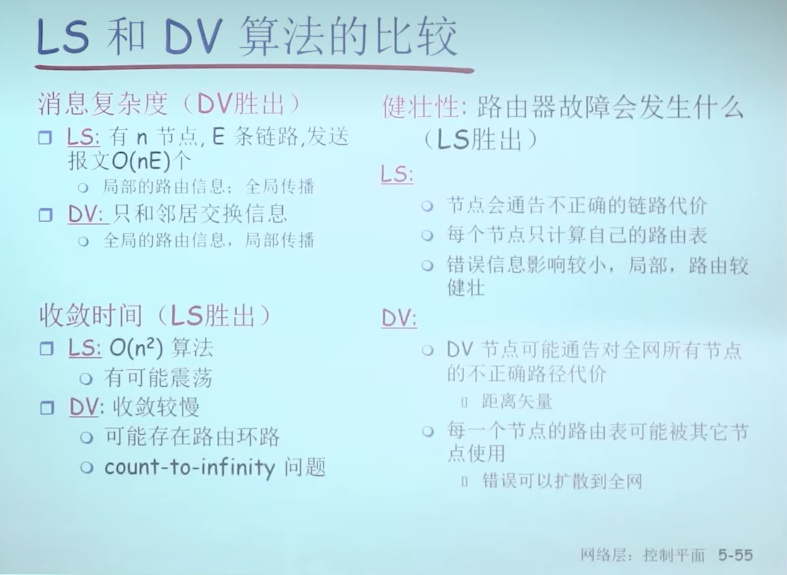 LS 和 DV 算法的比较
消息复杂度（DV胜出）
LS: 有 n 节点, E 条链路,发送
报文O(nE)个
局部的路由信息；全局传播
DV: 只和邻居交换信息
全局的路由信息，局部传播
收敛时间（LS胜出）
LS: O(n²) 算法
有可能震荡
DV: 收敛较慢
可能存在路由环路
count-to-infinity 问题
健壮性: 路由器故障会发生什么
（LS胜出）
LS:
节点会通告不正确的链路代价
每个节点只计算自己的路由表
错误信息影响较小，局部，路由较
健壮
DV:
DV 节点可能通告对全网所有节点
的不正确路径代价
距离矢量
每一个节点的路由表可能被其它节
点使用
错误可以扩散到全网
网络层：控制平面 5-55